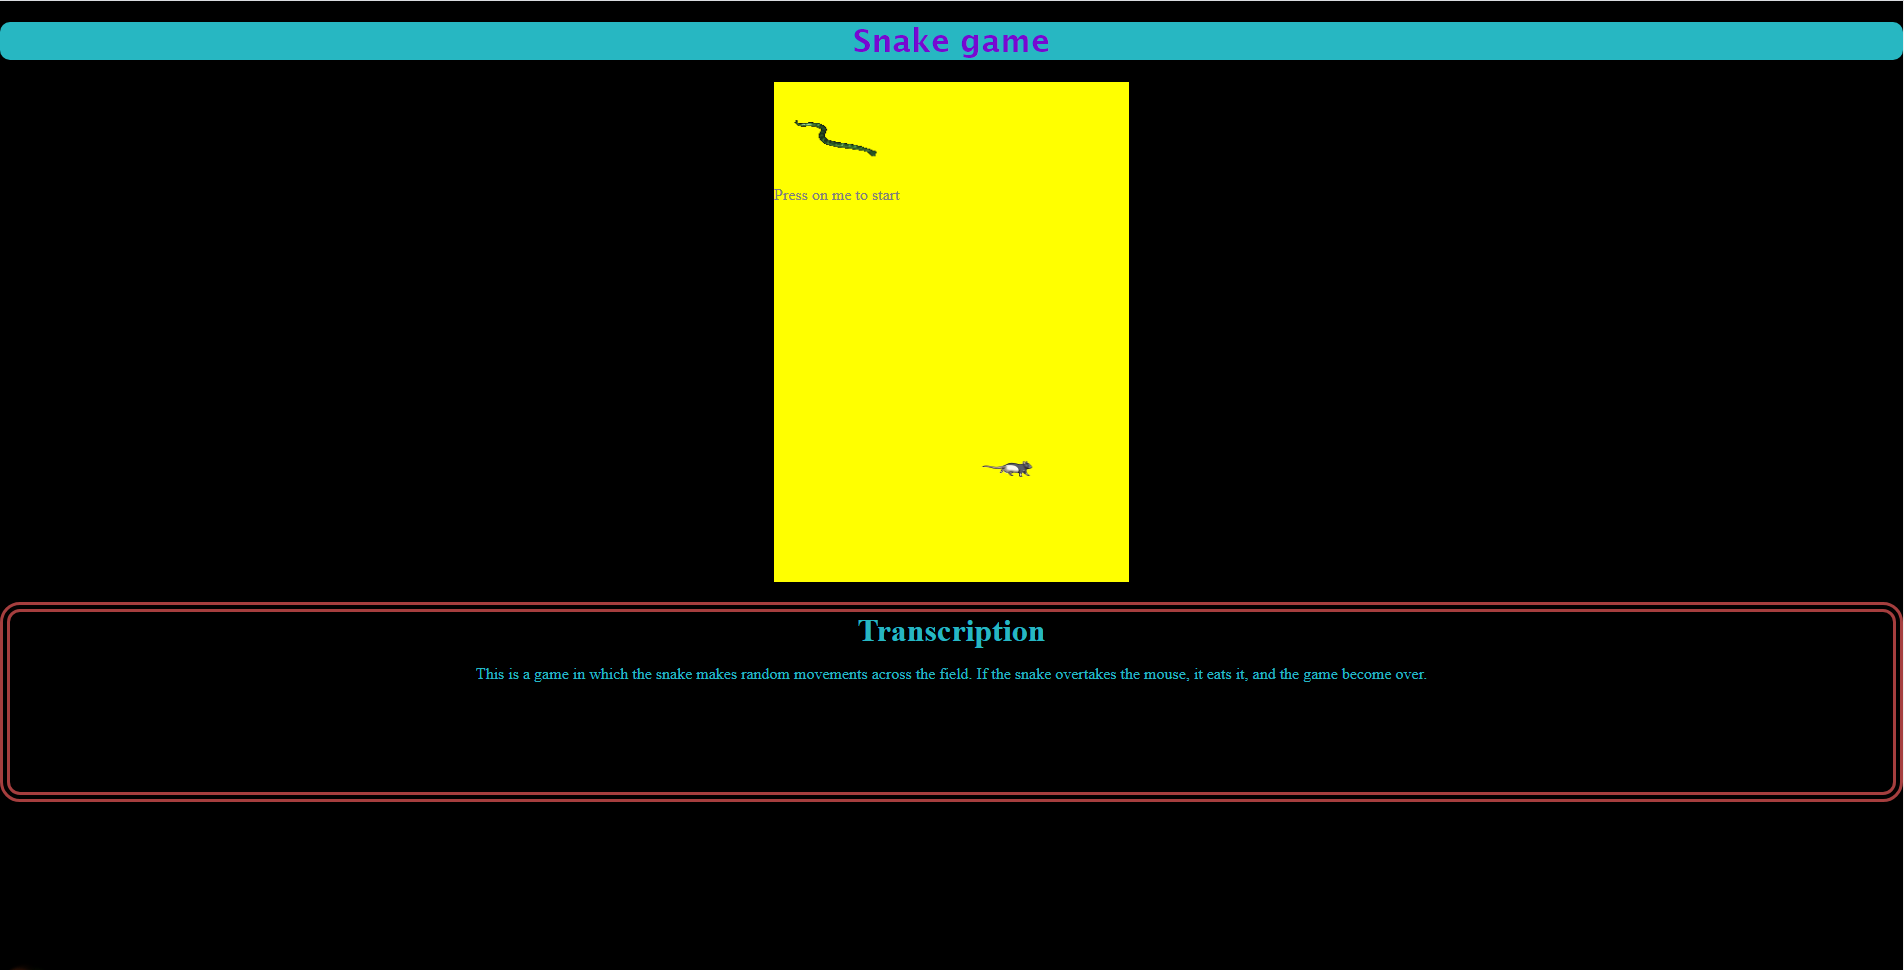 Snake game
Press on me to start
Transcription
This is a game in which the snake makes random movements across the field. If the snake overtakes the mouse, it eats it, and the game become over.